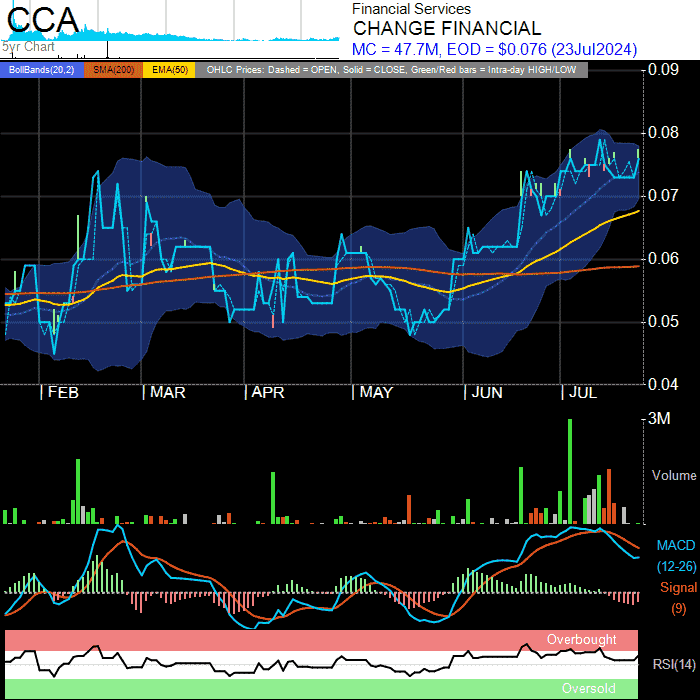 CCA
5yr Chart
Financial Services
CHANGE FINANCIAL
MC = 47.7M, EOD = $0.076 (23Jul2024)
BollBands(20,2) SMA(200) EMA(50) OHLC Prices: Dashed = OPEN, Solid = CLOSE, Green/Red bars = Intra-day HIGH/LOW
0.09
0.08
0.07
0.06
0.05
0.04
FEB MAR APR MAY JUN JUL
3M
Volume
MACD
(12-26)
Signal
(9)
Overbought
RSI(14)
Oversold